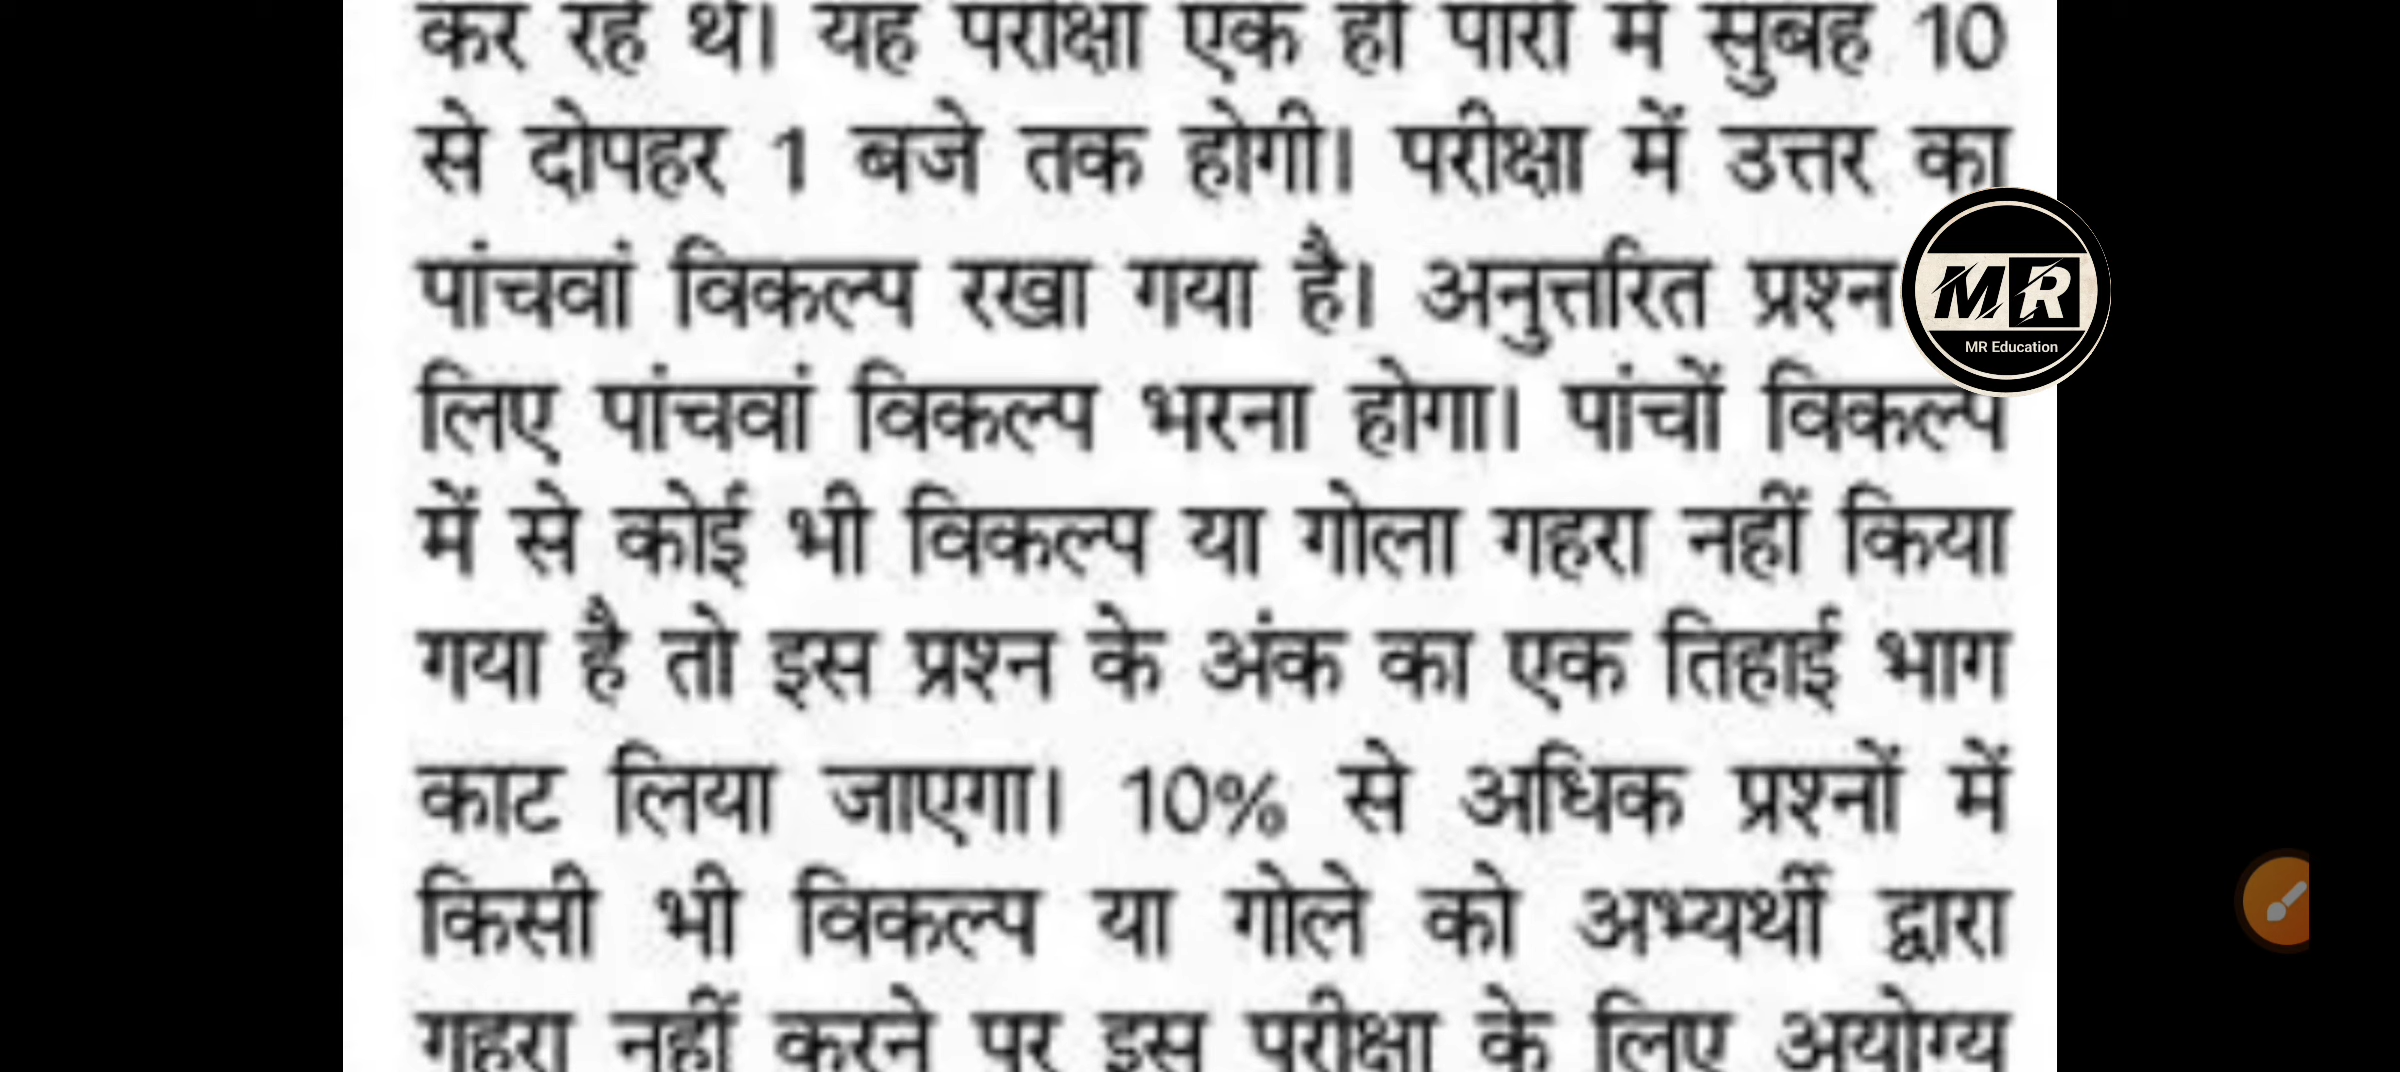 कर रहे थे। यह परीक्षा एक ही पारी में सुबह 10
से दोपहर 1 बजे तक होगी। परीक्षा में उत्तर का
पांचवां विकल्प रखा गया है। अनुत्तरित प्रश्न
लिए पांचवां विकल्प भरना होगा। पांचों विकल्प
में से कोई भी विकल्प या गोला गहरा नहीं किया
गया है तो इस प्रश्न के अंक का एक तिहाई भाग
काट लिया जाएगा। 10% से अधिक प्रश्नों में
किसी भी विकल्प या गोले को अभ्यर्थी द्वारा
गहरा नहीं करने पर इस परीक्षा के लिए अयोग्य
MR
MR Education